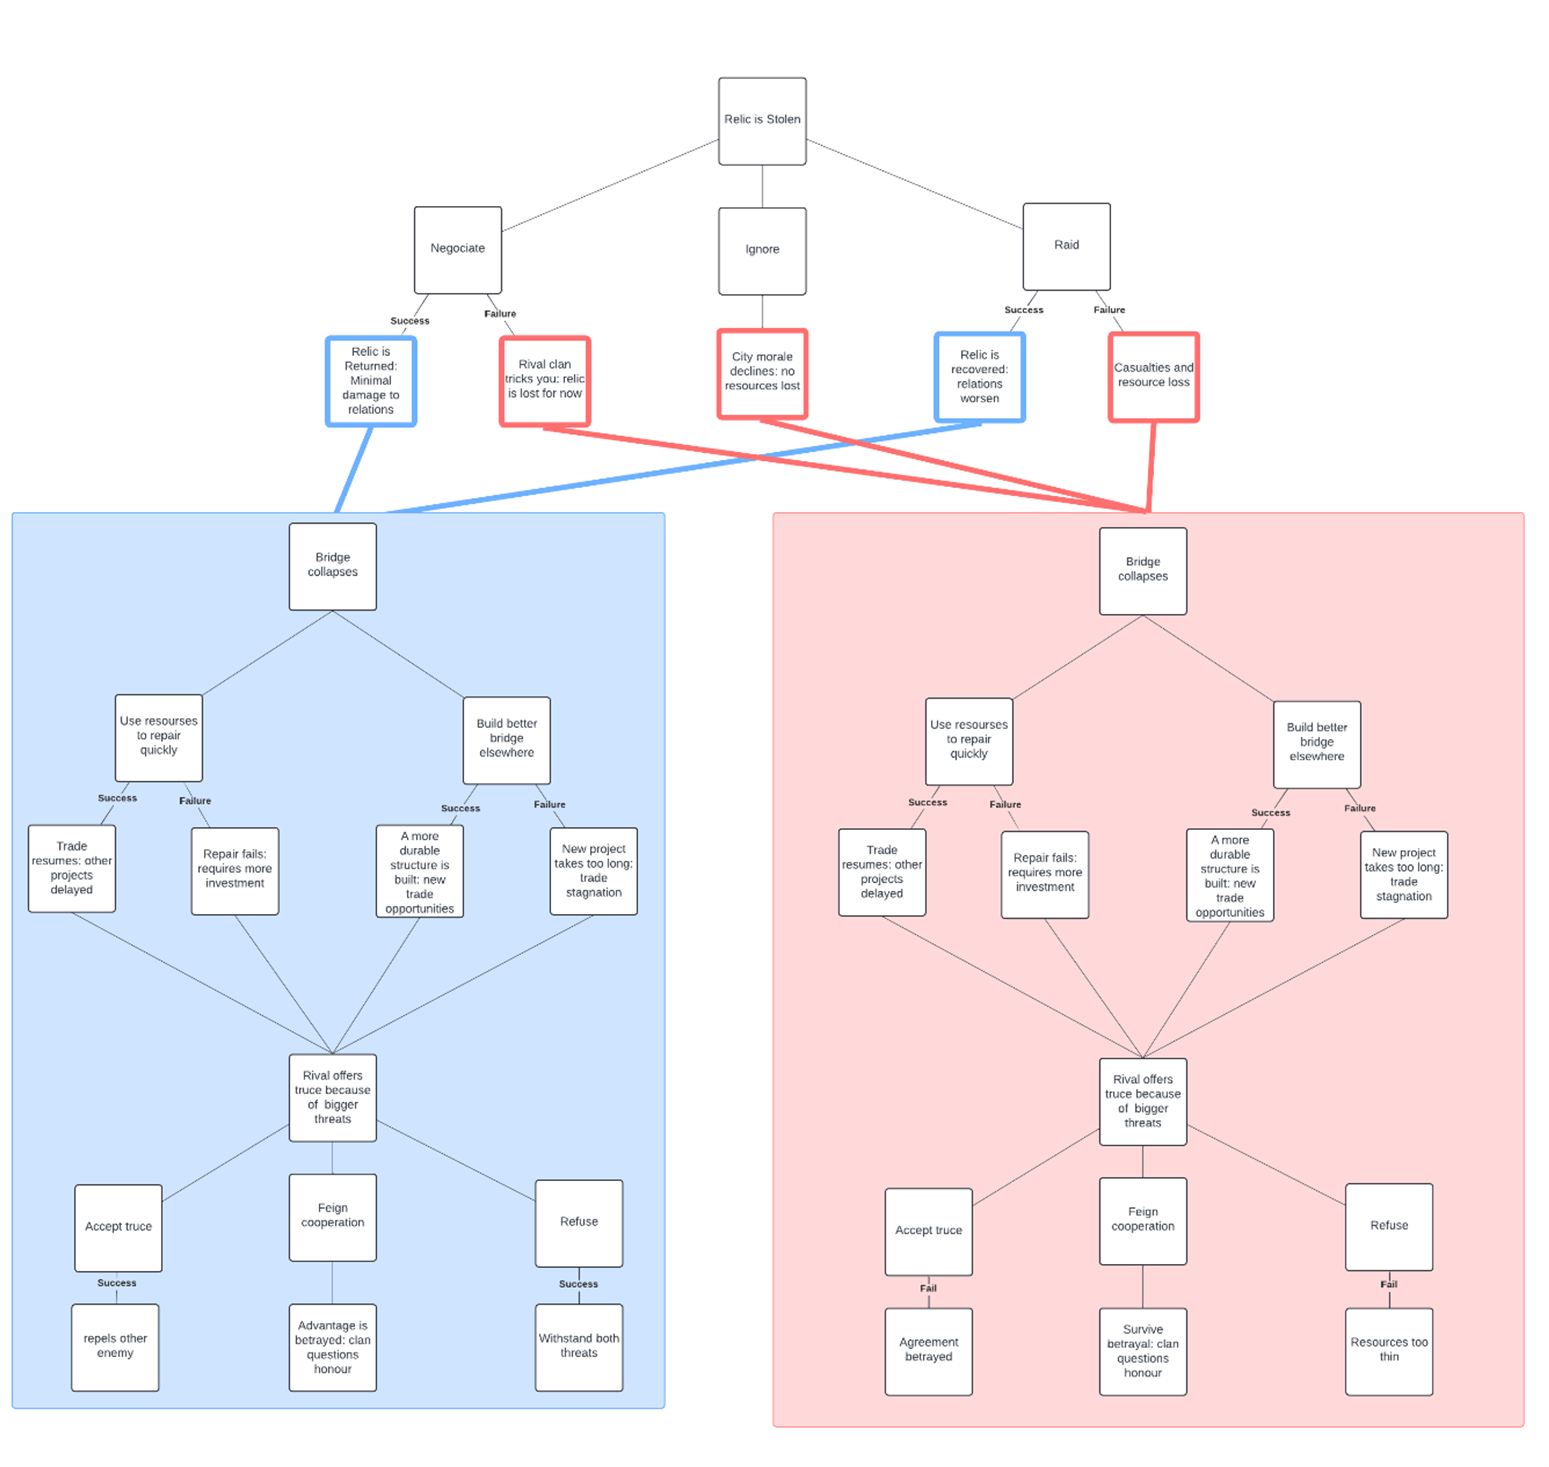 Relic is Stolen
Negociate
Ignore
Raid
Success
Failure
Success
Failure
Relic is
Returned:
Minimal
damage to
relations
Rival clan
tricks you: relic
is lost for now
City morale
declines: no
resources lost
Relic is
recovered:
relations
worsen
Casualties and
resource loss
Bridge
collapses
Use resourses
to repair
quickly
Build better
bridge
elsewhere
Success
Failure
Success
Failure
Trade
resumes: other
projects
delayed
Repair fails:
requires more
investment
A more
durable
structure is
built: new
trade
opportunities
New project
takes too long:
trade
stagnation
Rival offers
truce because
of bigger
threats
Accept truce
Feign
cooperation
Refuse
Success
Success
repels other
enemy
Advantage is
betrayed: clan
questions
honour
Withstand both
threats
Bridge
collapses
Use resourses
to repair
quickly
Build better
bridge
elsewhere
Success
Failure
Success
Failure
Trade
resumes: other
projects
delayed
Repair fails:
requires more
investment
A more
durable
structure is
built: new
trade
opportunities
New project
takes too long:
trade
stagnation
Rival offers
truce because
of bigger
threats
Accept truce
Feign
cooperation
Refuse
Fail
Fail
Agreement
betrayed
Survive
betrayal: clan
questions
honour
Resources too
thin